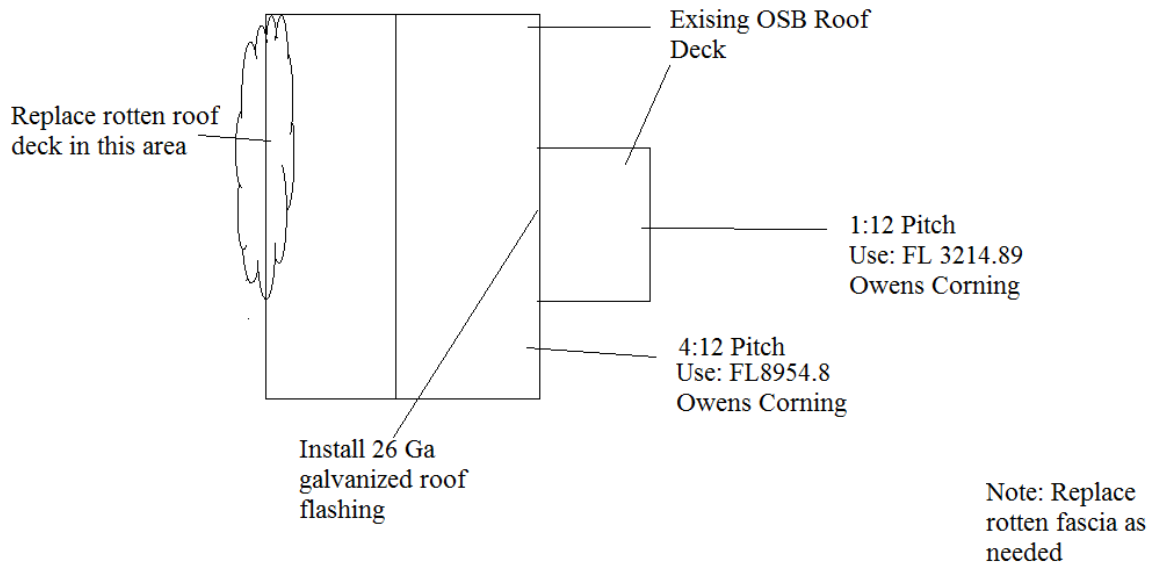 Exising OSB Roof
Deck
Replace rotten roof
deck in this area
1:12 Pitch
Use: FL 3214.89
Owens Corning
4:12 Pitch
Use: FL8954.8
Owens Corning
Install 26 Ga
galvanized roof
flashing
Note: Replace
rotten fascia as
needed